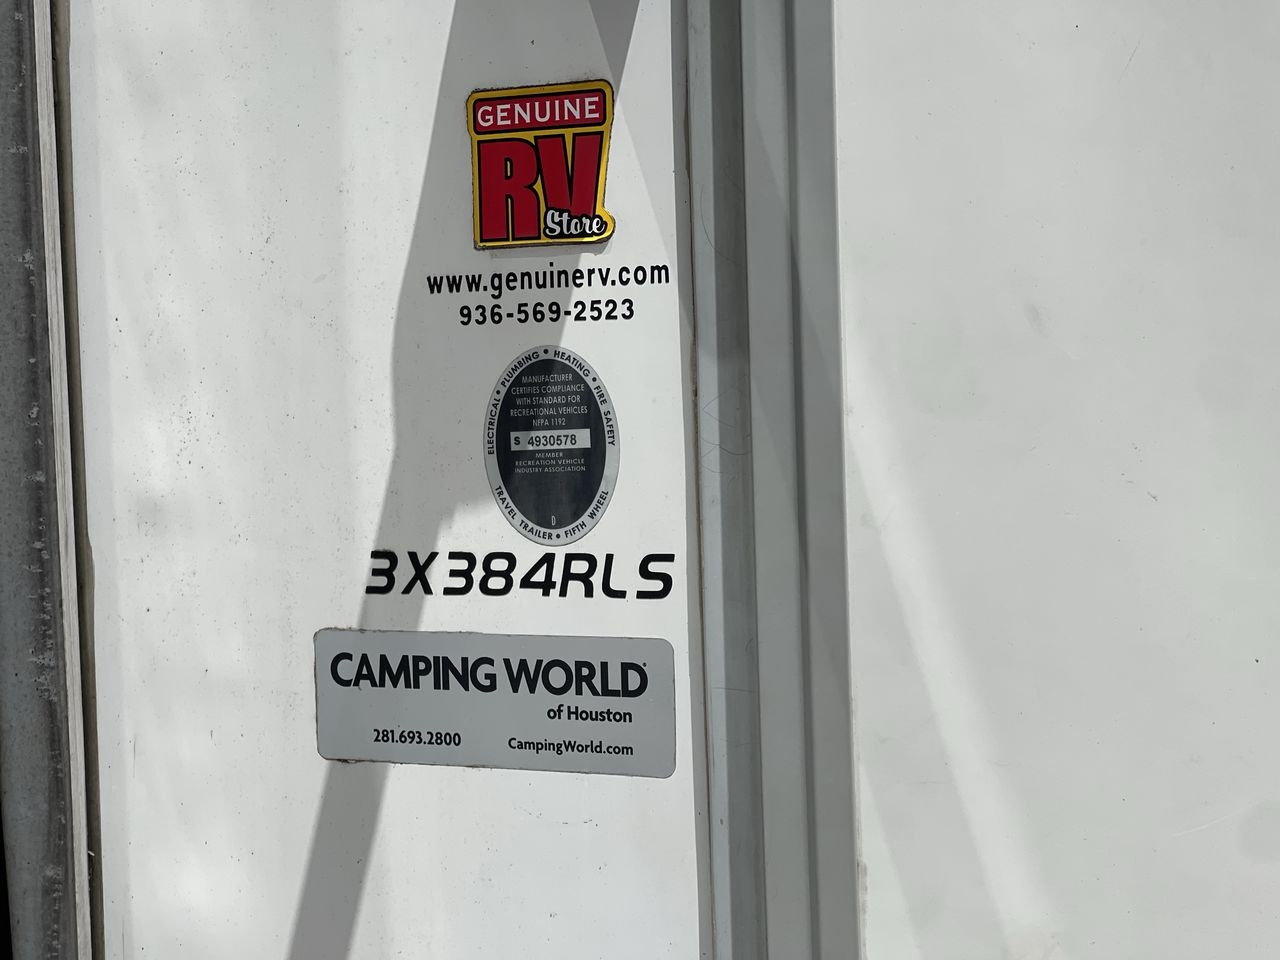 GENUINE
RV
Store
www.genuinerv.com
936-569-2523
ELECTRICAL • PLUMBING • HEATING • FIRE SAFETY
MANUFACTURER
CERTIFIES COMPLIANCE
WITH STANDARD FOR
RECREATIONAL VEHICLES
NFPA 1192
S 4930578
MEMBER
RECREATION VEHICLE
INDUSTRY ASSOCIATION
D
TRAVEL TRAILER • FIFTH WHEEL
3X384RLS
CAMPING WORLD
of Houston
281.693.2800 CampingWorld.com